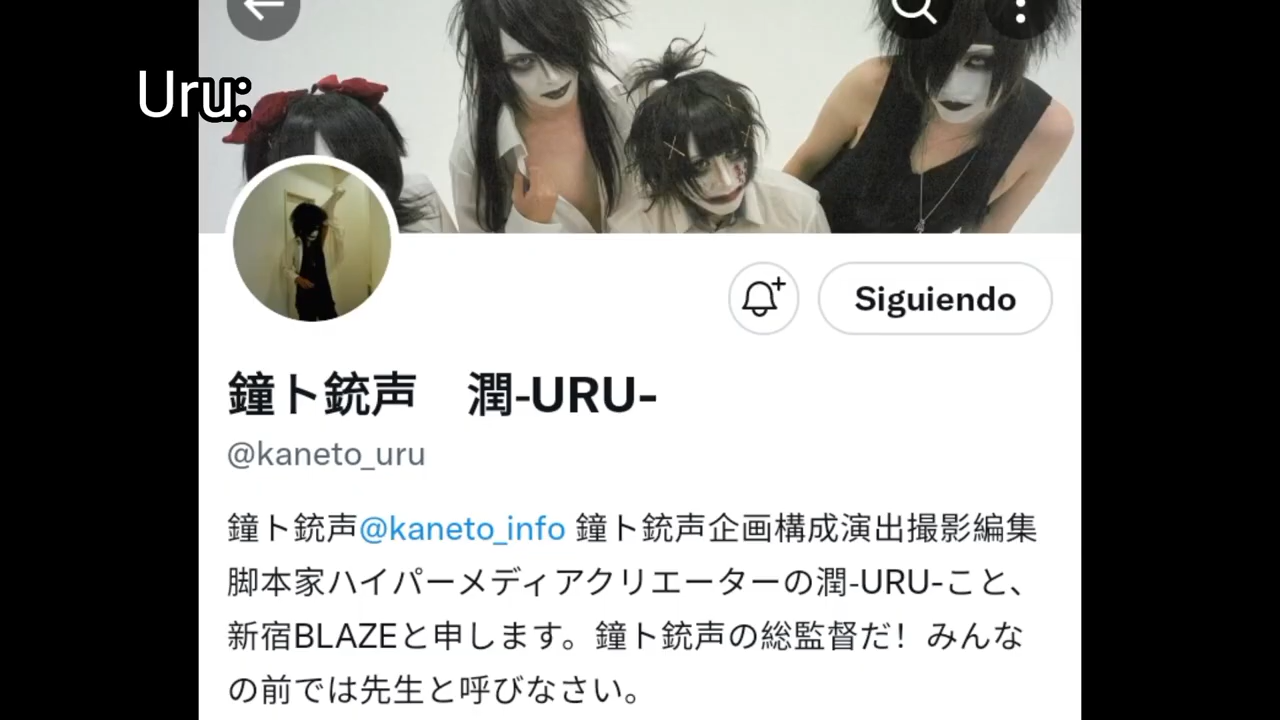 Uru:
Siguiendo
鐘ト銃声　潤-URU-
@kaneto_uru
鐘ト銃声@kaneto_info 鐘ト銃声企画構成演出撮影編集
脚本家ハイパーメディアクリエーターの潤-URU-こと、
新宿BLAZEと申します。鐘ト銃声の総監督だ！みんな
の前では先生と呼びなさい。